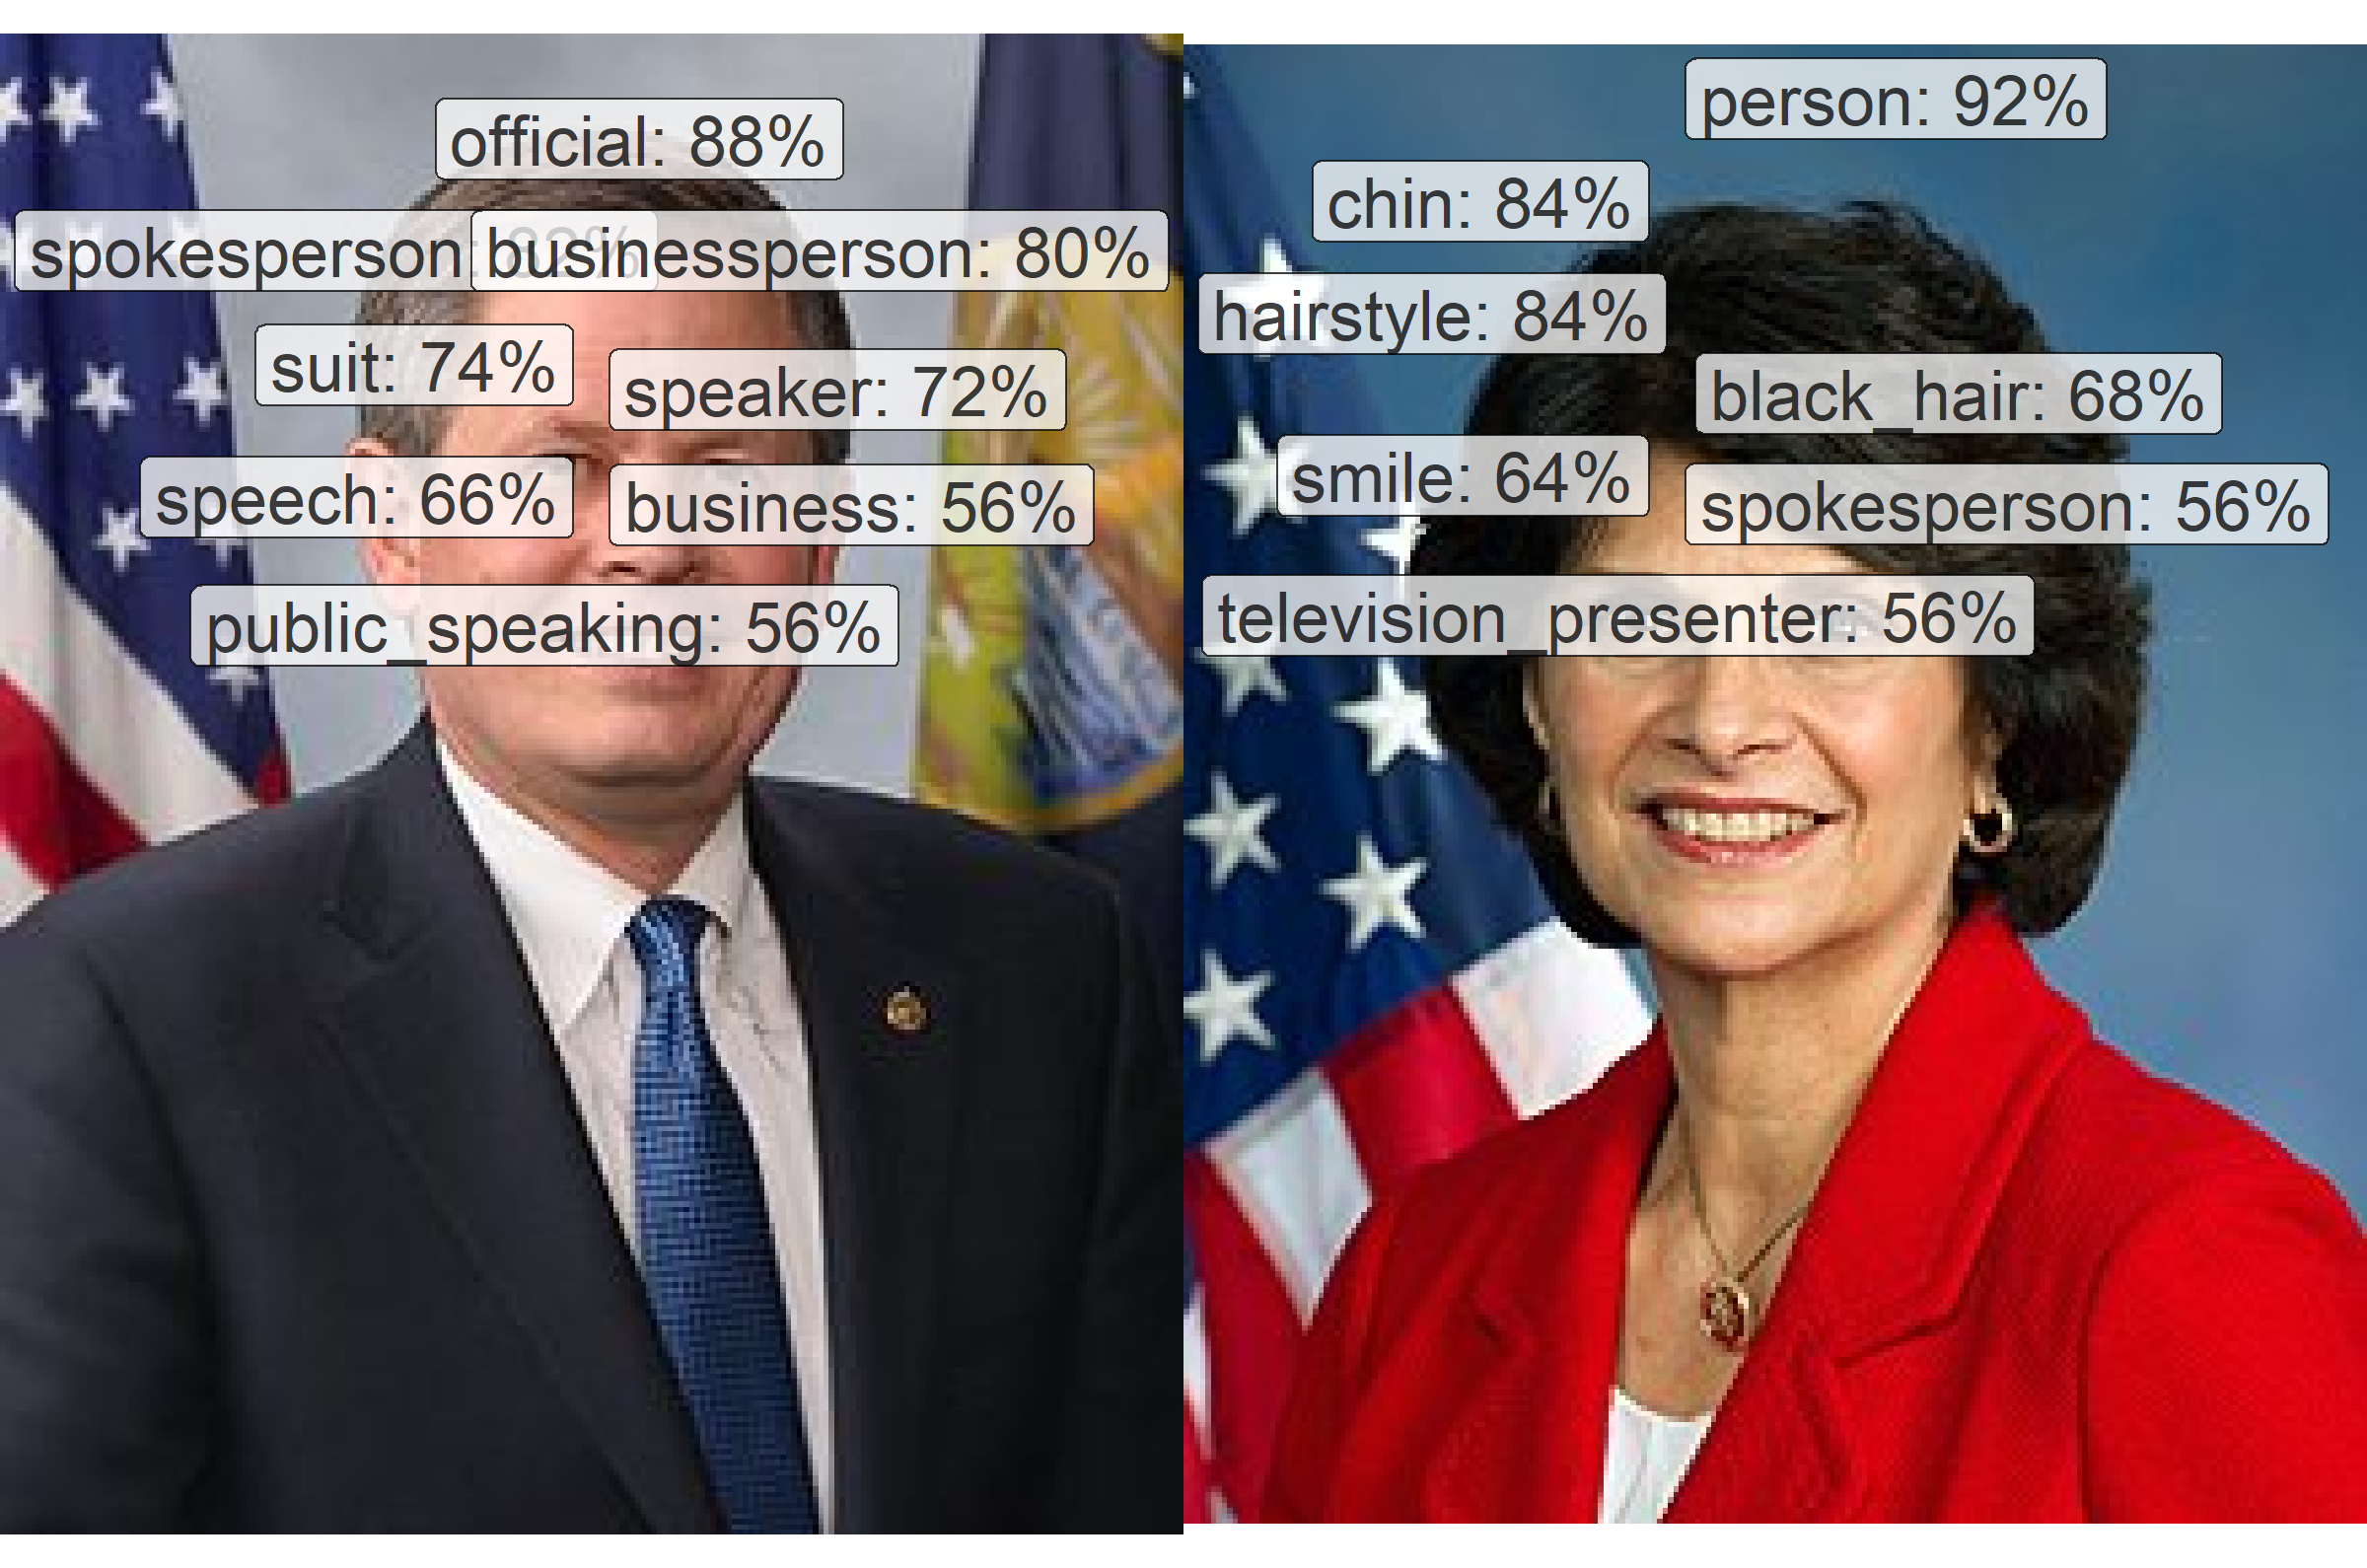 official: 88%
spokesperson: 82%
businessperson: 80%
suit: 74%
speaker: 72%
speech: 66%
business: 56%
public_speaking: 56%
person: 92%
chin: 84%
hairstyle: 84%
black_hair: 68%
smile: 64%
spokesperson: 56%
television_presenter: 56%